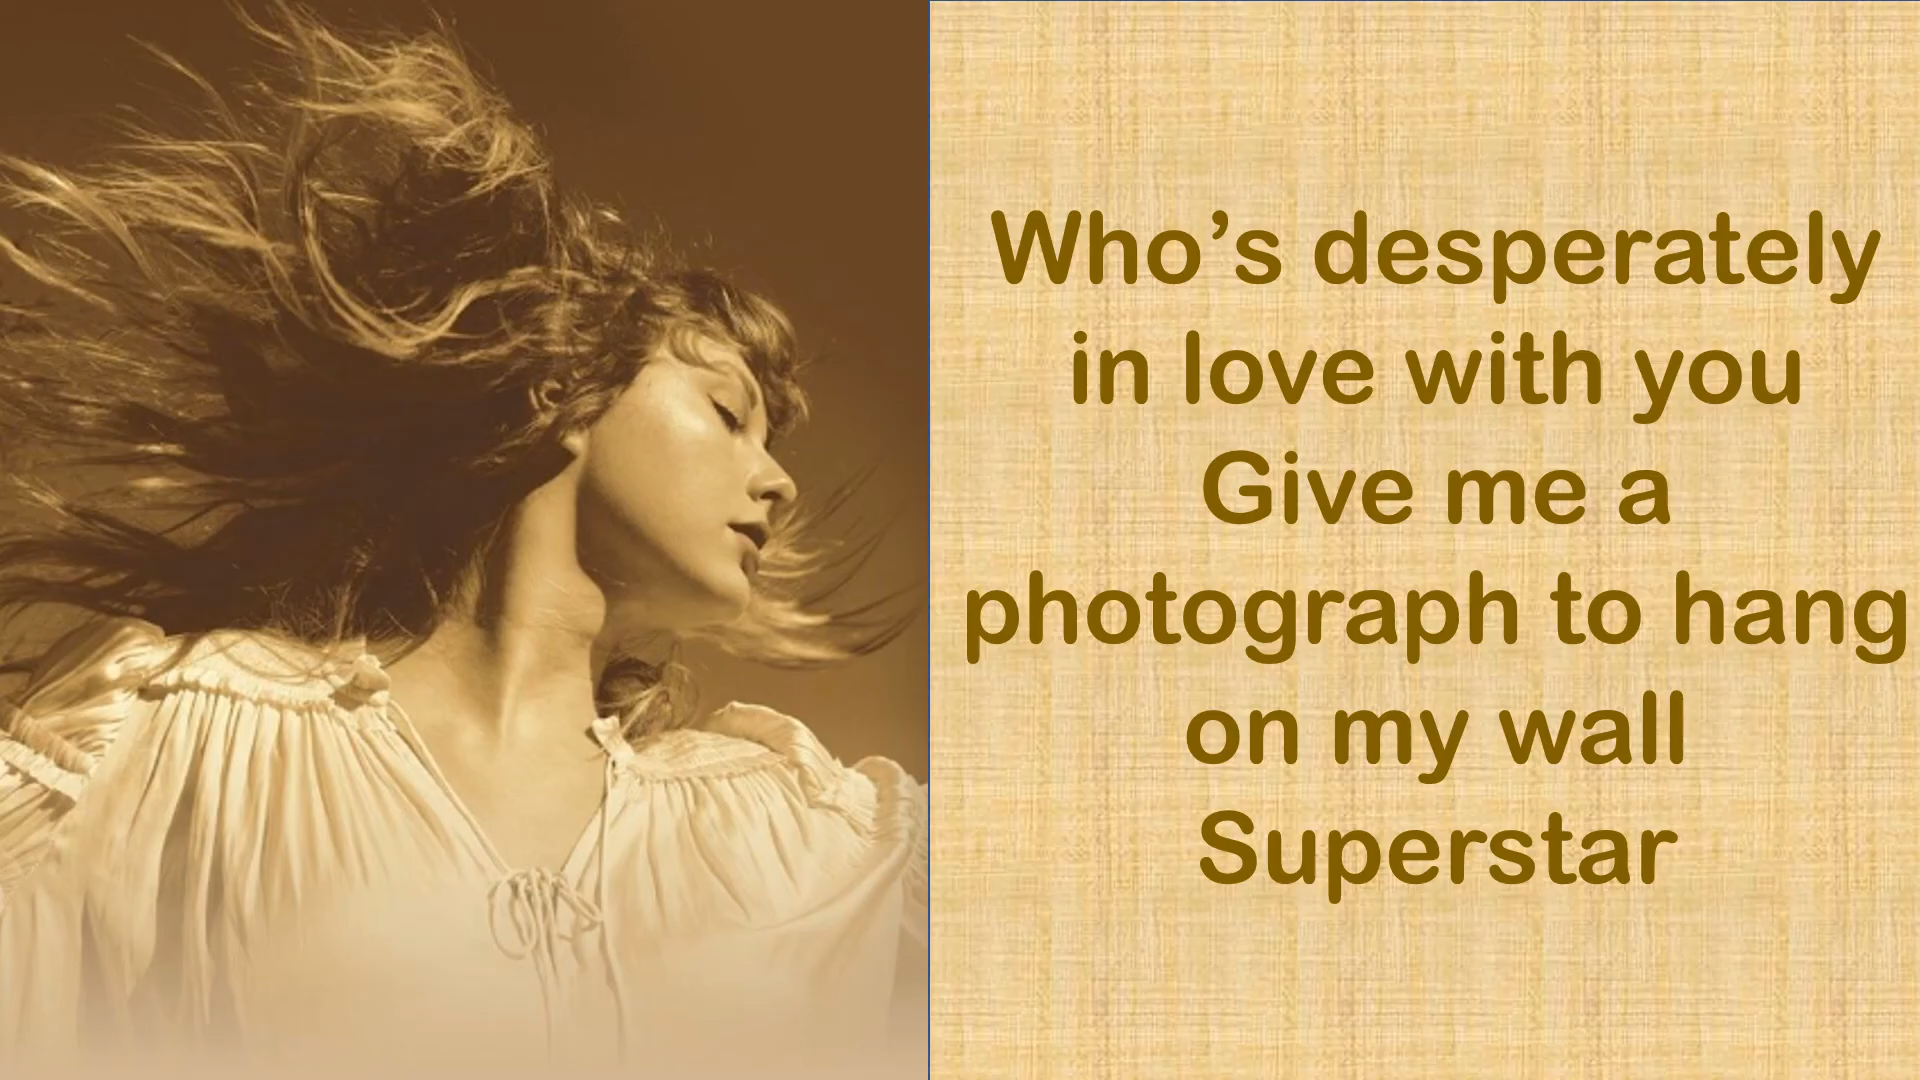 Who’s desperately
in love with you
Give me a
photograph to hang
on my wall
Superstar